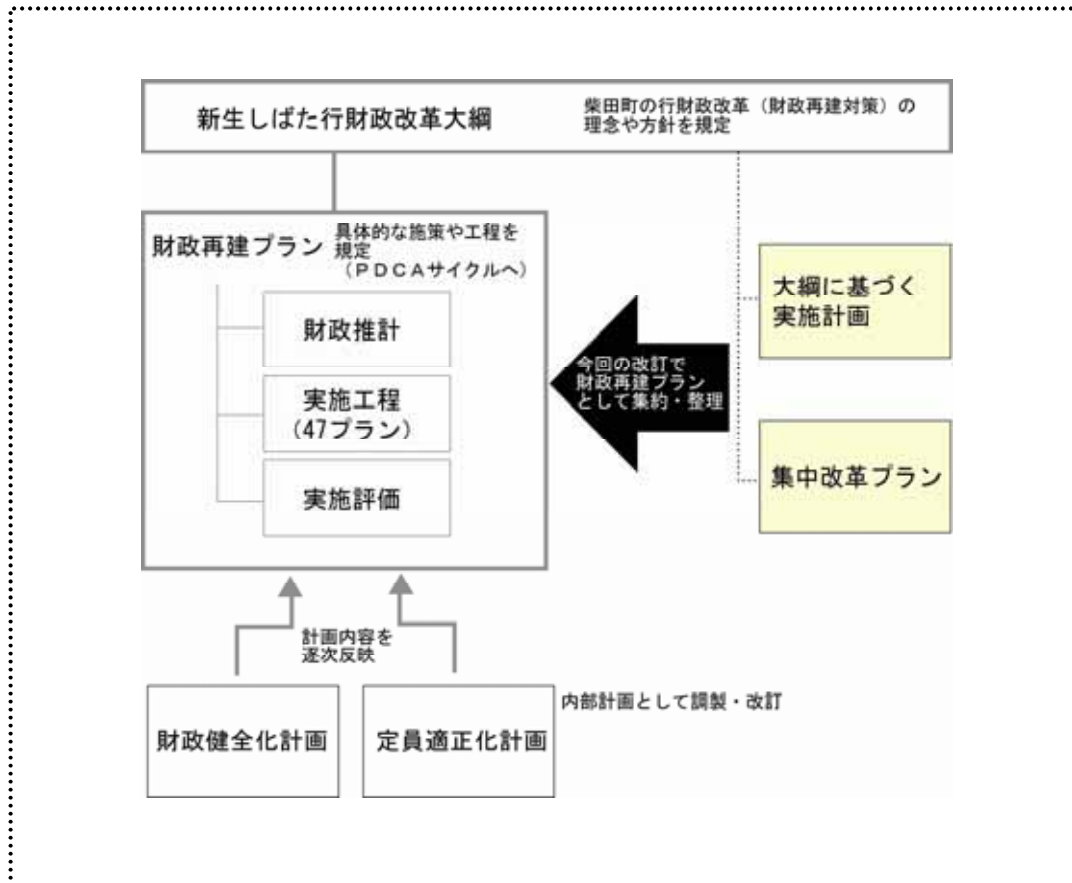 新生しばた行財政改革大綱
柴田町の行財政改革（財政再建対策）の
理念や方針を規定
財政再建プラン
具体的な施策や工程を
規定
（ＰＤＣＡサイクルへ）
財政推計
実施工程
(47プラン)
実施評価
今回の改訂で
財政再建プラン
として集約・整理
大綱に基づく
実施計画
集中改革プラン
計画内容を
逐次反映
財政健全化計画
定員適正化計画
内部計画として調製・改訂